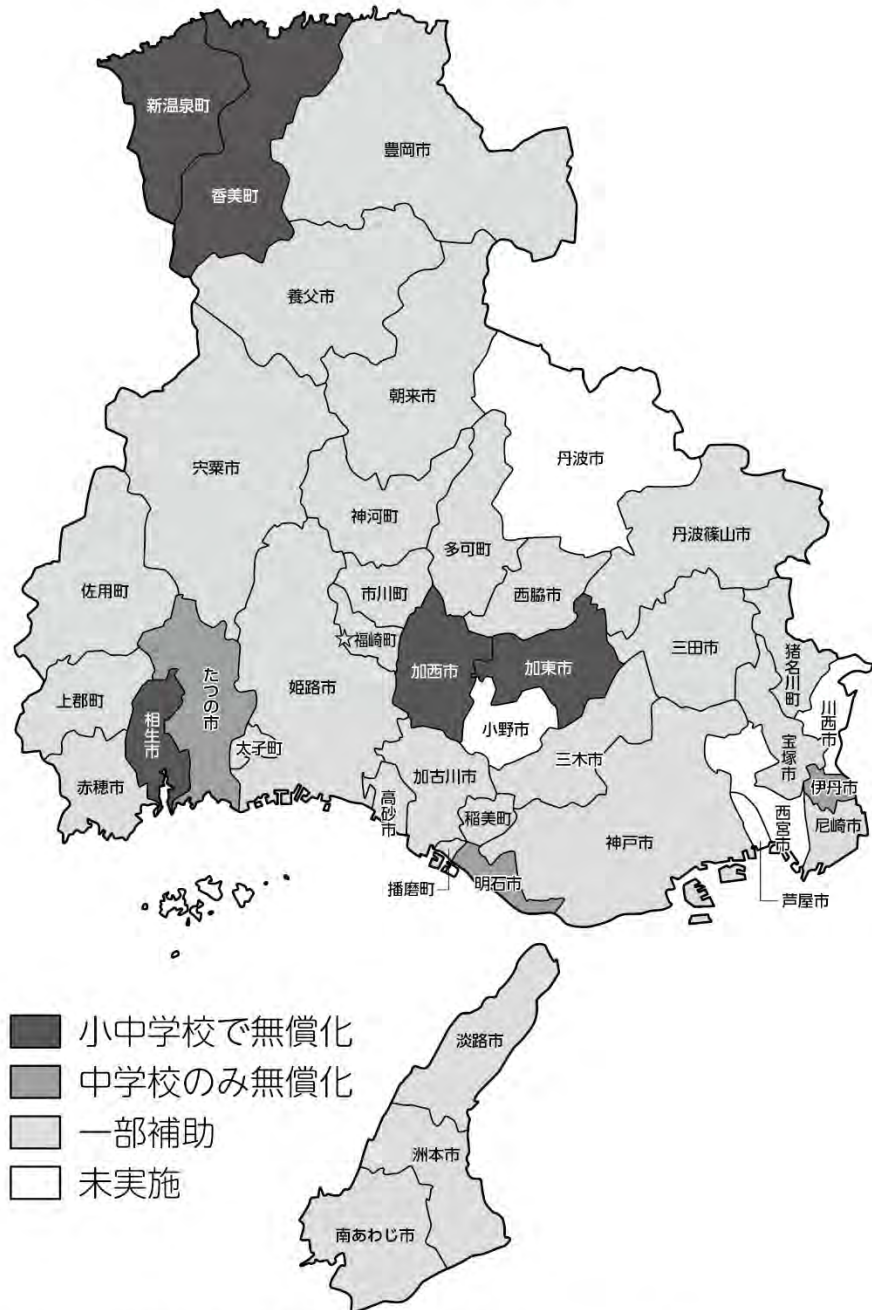 新温泉町
香美町
豊岡市
養父市
朝来市
宍粟市
丹波市
神河町
多可町
丹波篠山市
佐用町
市川町
西脇市
☆福崎町
加西市
加東市
三田市
猪名川町
たつの市
姫路市
上郡町
相生市
小野市
川西市
太子町
三木市
宝塚市
赤穂市
加古川市
伊丹市
高砂市
稲美町
神戸市
西宮市
尼崎市
播磨町
明石市
芦屋市
淡路市
洲本市
南あわじ市
小中学校で無償化
中学校のみ無償化
一部補助
未実施